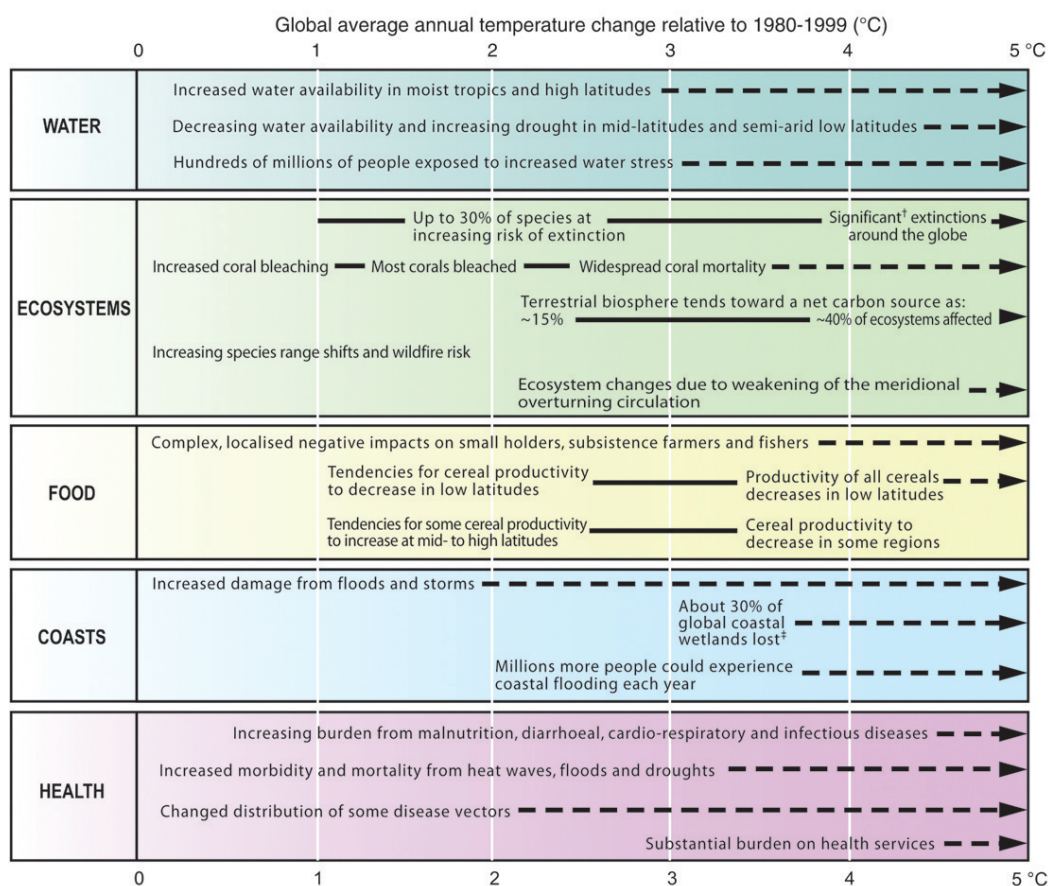 Global average annual temperature change relative to 1980-1999 (°C)
0 1 2 3 4 5 °C
WATER
Increased water availability in moist tropics and high latitudes
Decreasing water availability and increasing drought in mid-latitudes and semi-arid low latitudes
Hundreds of millions of people exposed to increased water stress
ECOSYSTEMS
Up to 30% of species at
increasing risk of extinction
Significant† extinctions
around the globe
Increased coral bleaching Most corals bleached Widespread coral mortality
Terrestrial biosphere tends toward a net carbon source as:
~15% ~40% of ecosystems affected
Increasing species range shifts and wildfire risk
Ecosystem changes due to weakening of the meridional
overturning circulation
FOOD
Complex, localised negative impacts on small holders, subsistence farmers and fishers
Tendencies for cereal productivity
to decrease in low latitudes
Productivity of all cereals
decreases in low latitudes
Tendencies for some cereal productivity
to increase at mid- to high latitudes
Cereal productivity to
decrease in some regions
COASTS
Increased damage from floods and storms
About 30% of
global coastal
wetlands lost‡
Millions more people could experience
coastal flooding each year
HEALTH
Increasing burden from malnutrition, diarrhoeal, cardio-respiratory and infectious diseases
Increased morbidity and mortality from heat waves, floods and droughts
Changed distribution of some disease vectors
Substantial burden on health services
0 1 2 3 4 5 °C